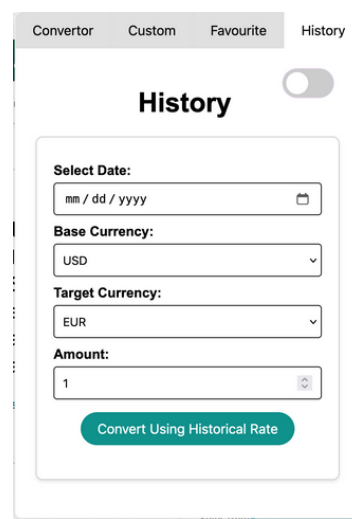 Convertor Custom Favourite History
History
Select Date:
mm / dd / yyyy
Base Currency:
USD
Target Currency:
EUR
Amount:
1
Convert Using Historical Rate